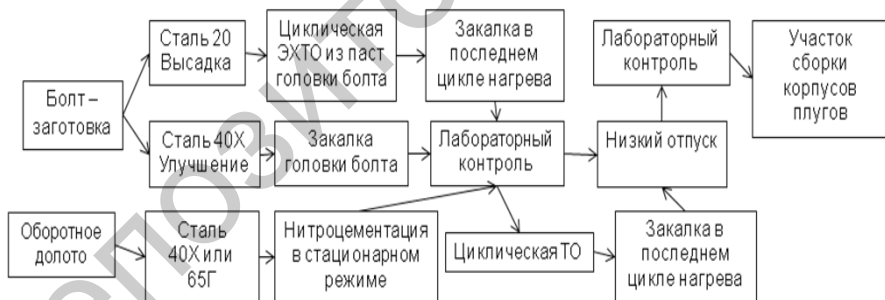 Болт –
заготовка
Сталь 20
Высадка
Циклическая
ЭХТО из паст
головки болта
Закалка в
последнем
цикле нагрева
Лабораторный
контроль
Участок
сборки
корпусов
плугов
Сталь 40Х
Улучшение
Закалка
головки болта
Лабораторный
контроль
Низкий отпуск
Оборотное
долото
Сталь
40Х или
65Г
Нитроцементация
в стационарном
режиме
Циклическая ТО
Закалка в
последнем
цикле нагрева